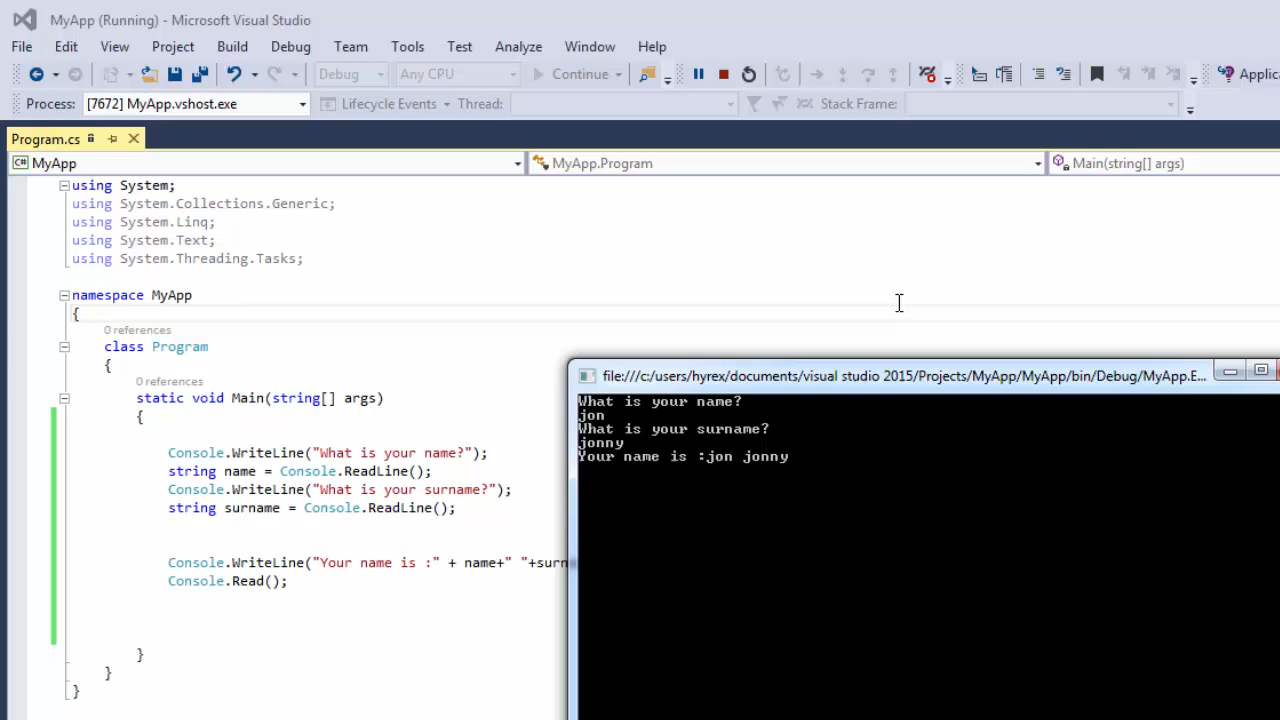 MyApp (Running) - Microsoft Visual Studio
File Edit View Project Build Debug Team Tools Test Analyze Window Help
Debug Any CPU Continue
Process: [7672] MyApp.vshost.exe Lifecycle Events Thread: Stack Frame:
Program.cs
C# MyApp MyApp.Program Main(string[] args)
using System;
using System.Collections.Generic;
using System.Linq;
using System.Text;
using System.Threading.Tasks;
namespace MyApp
{
0 references
class Program
{
0 references
static void Main(string[] args)
{
Console.WriteLine("What is your name?");
string name = Console.ReadLine();
Console.WriteLine("What is your surname?");
string surname = Console.ReadLine();
Console.WriteLine("Your name is :" + name+" "+surn
Console.Read();
}
}
}
file:///c:/users/hyrex/documents/visual studio 2015/Projects/MyApp/MyApp/bin/Debug/MyApp.E...
What is your name?
jon
What is your surname?
jonny
Your name is :jon jonny